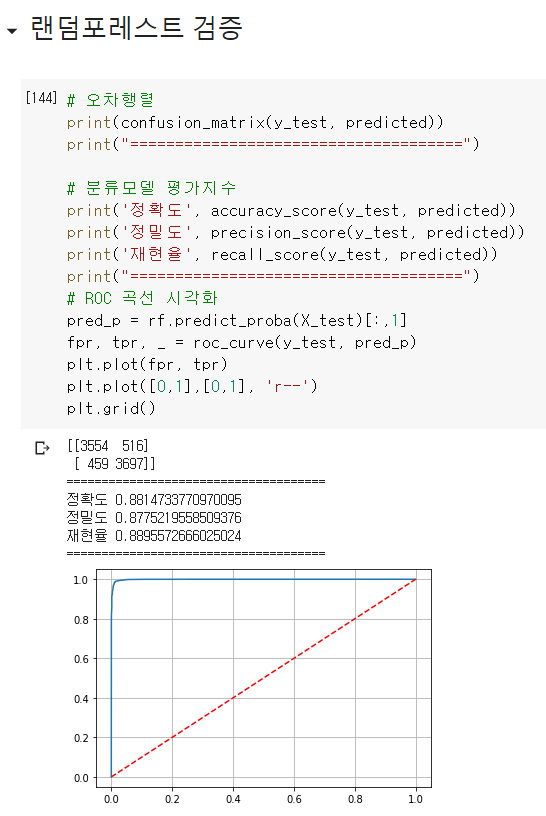 랜덤포레스트 검증
[144] # 오차행렬
print(confusion_matrix(y_test, predicted))
print("=====================================")
# 분류모델 평가지수
print('정확도', accuracy_score(y_test, predicted))
print('정밀도', precision_score(y_test, predicted))
print('재현율', recall_score(y_test, predicted))
print("=====================================")
# ROC 곡선 시각화
pred_p = rf.predict_proba(X_test)[:,1]
fpr, tpr, _ = roc_curve(y_test, pred_p)
plt.plot(fpr, tpr)
plt.plot([0,1],[0,1], 'r--')
plt.grid()
[[3554  516]
 [ 459 3697]]
=====================================
정확도 0.8814733770970095
정밀도 0.8775219558509376
재현율 0.8895572666025024
=====================================
1.0
0.8
0.6
0.4
0.2
0.0
0.0 0.2 0.4 0.6 0.8 1.0